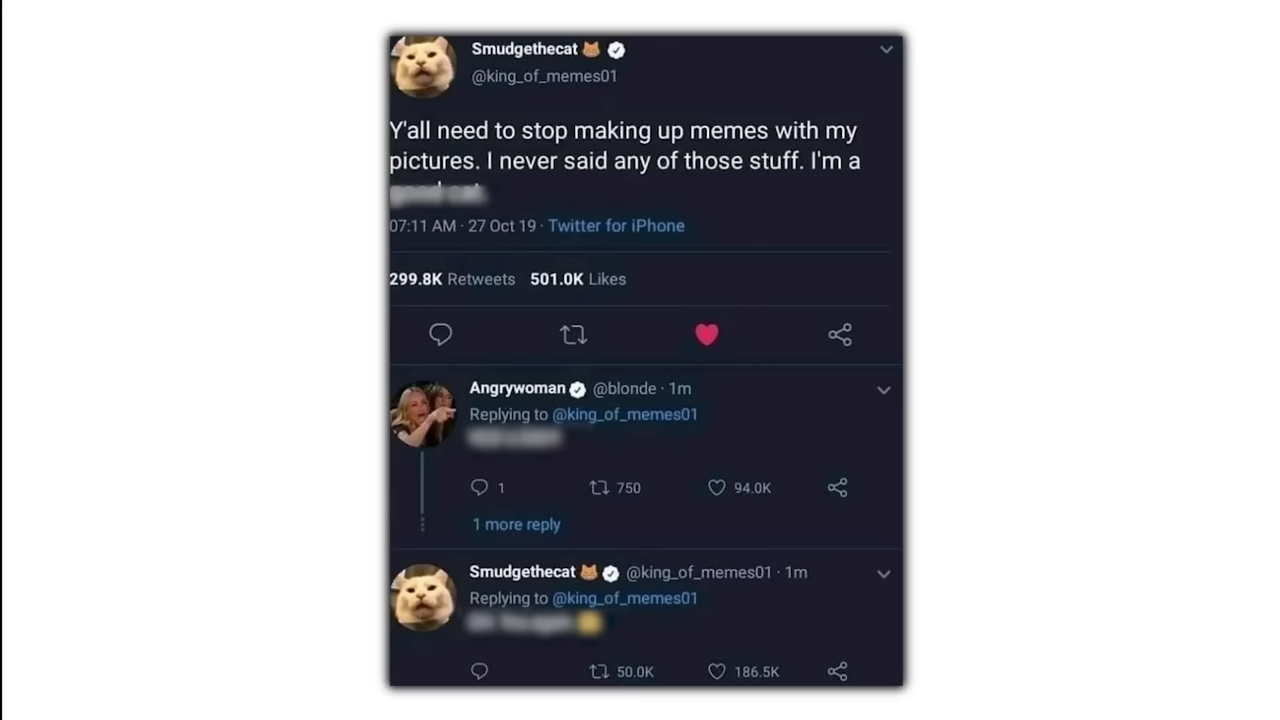 Smudgethecat 🐱
@king_of_memes01
Y'all need to stop making up memes with my
pictures. I never said any of those stuff. I'm a
07:11 AM · 27 Oct 19 · Twitter for iPhone
299.8K Retweets 501.0K Likes
Angrywoman @blonde · 1m
Replying to @king_of_memes01
1 750 94.0K
1 more reply
Smudgethecat 🐱 @king_of_memes01 · 1m
Replying to @king_of_memes01
50.0K 186.5K